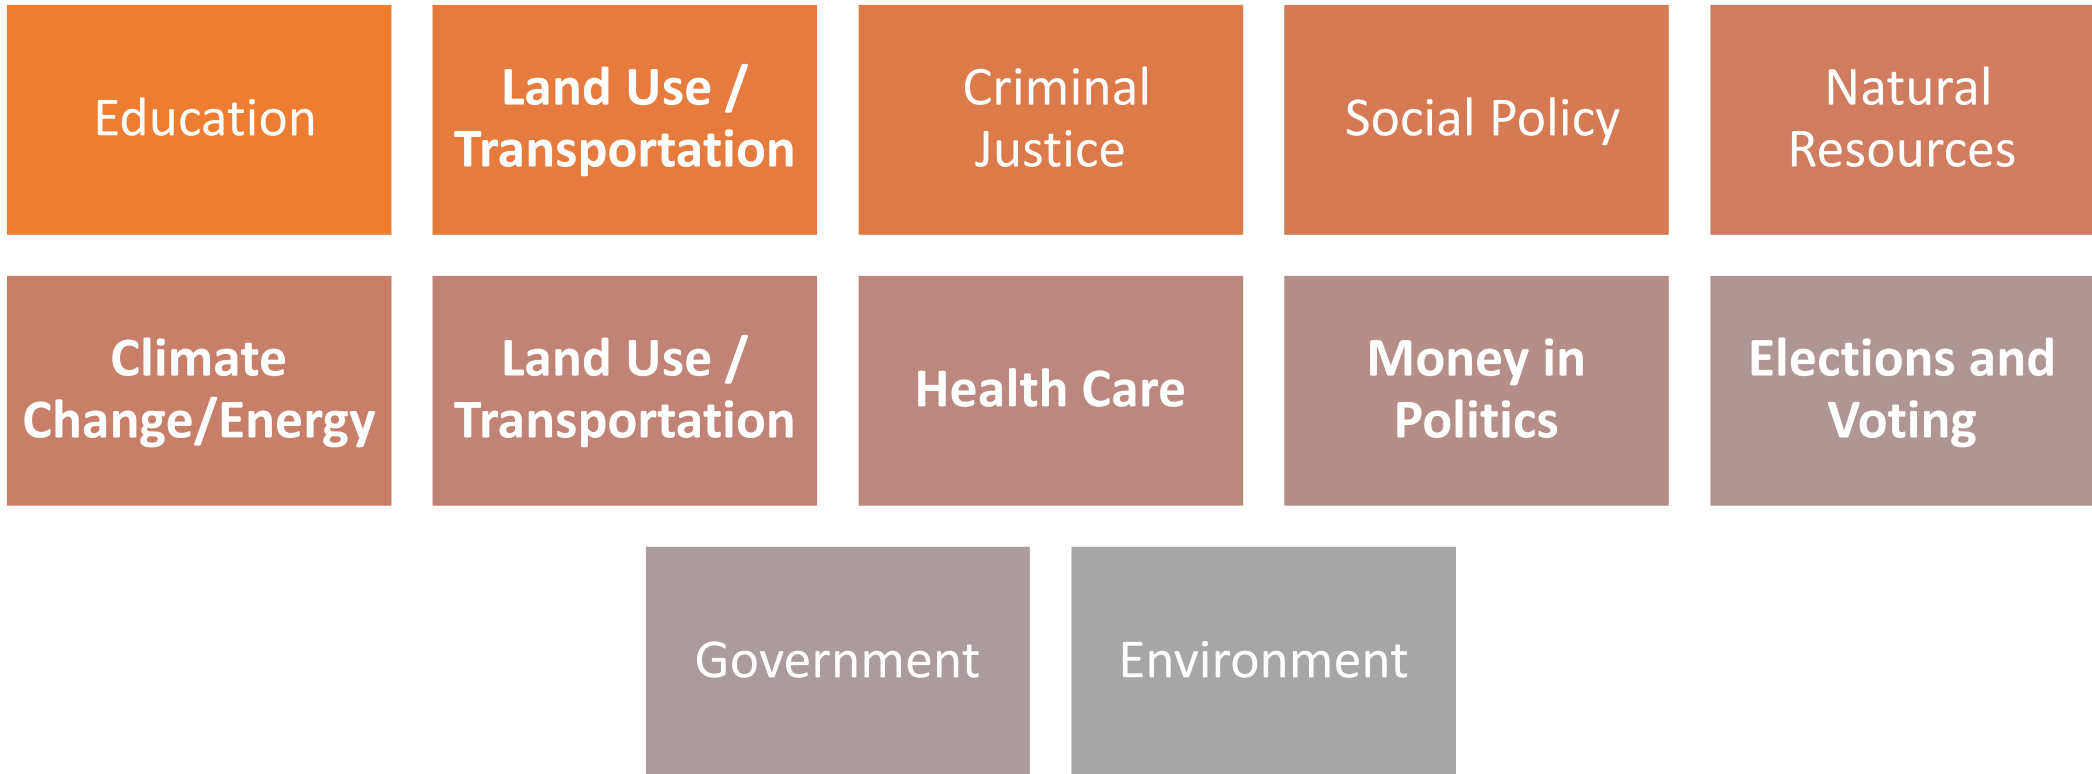 Education
Land Use /
Transportation
Criminal
Justice
Social Policy
Natural
Resources
Climate
Change/Energy
Land Use /
Transportation
Health Care
Money in
Politics
Elections and
Voting
Government
Environment